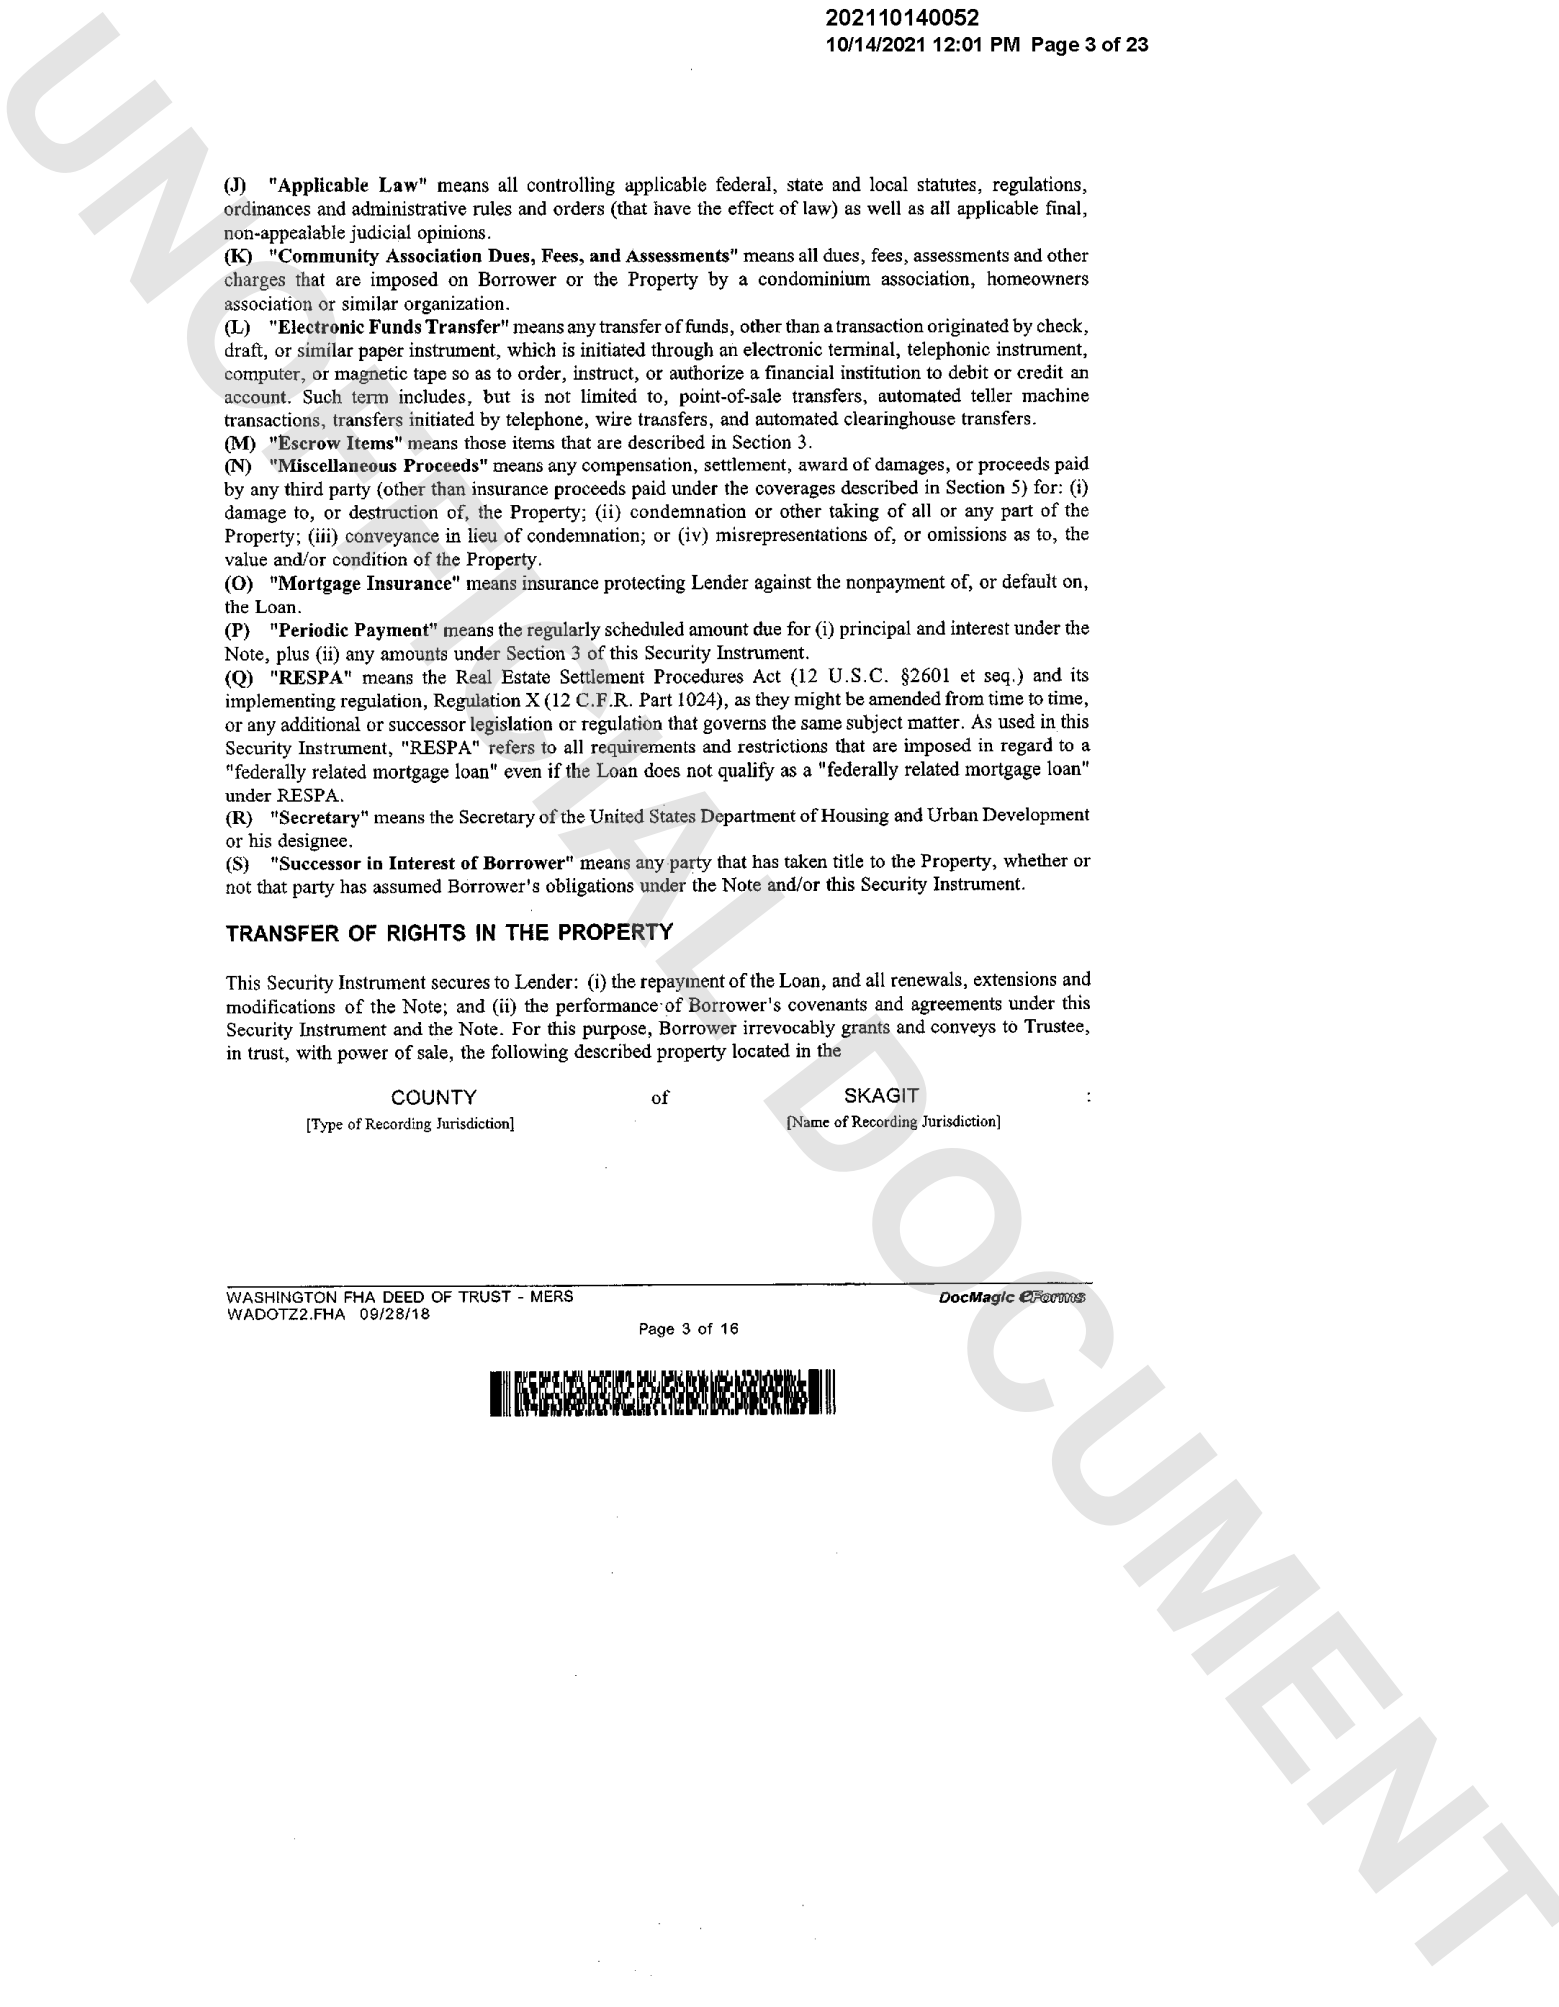 202110140052
10/14/2021 12:01 PM Page 3 of 23
(J) "Applicable Law" means all controlling applicable federal, state and local statutes, regulations,
ordinances and administrative rules and orders (that have the effect of law) as well as all applicable final,
non-appealable judicial opinions.
(K) "Community Association Dues, Fees, and Assessments" means all dues, fees, assessments and other
charges that are imposed on Borrower or the Property by a condominium association, homeowners
association or similar organization.
(L) "Electronic Funds Transfer" means any transfer of funds, other than a transaction originated by check,
draft, or similar paper instrument, which is initiated through an electronic terminal, telephonic instrument,
computer, or magnetic tape so as to order, instruct, or authorize a financial institution to debit or credit an
account. Such term includes, but is not limited to, point-of-sale transfers, automated teller machine
transactions, transfers initiated by telephone, wire transfers, and automated clearinghouse transfers.
(M) "Escrow Items" means those items that are described in Section 3.
(N) "Miscellaneous Proceeds" means any compensation, settlement, award of damages, or proceeds paid
by any third party (other than insurance proceeds paid under the coverages described in Section 5) for: (i)
damage to, or destruction of, the Property; (ii) condemnation or other taking of all or any part of the
Property; (iii) conveyance in lieu of condemnation; or (iv) misrepresentations of, or omissions as to, the
value and/or condition of the Property.
(O) "Mortgage Insurance" means insurance protecting Lender against the nonpayment of, or default on,
the Loan.
(P) "Periodic Payment" means the regularly scheduled amount due for (i) principal and interest under the
Note, plus (ii) any amounts under Section 3 of this Security Instrument.
(Q) "RESPA" means the Real Estate Settlement Procedures Act (12 U.S.C. §2601 et seq.) and its
implementing regulation, Regulation X (12 C.F.R. Part 1024), as they might be amended from time to time,
or any additional or successor legislation or regulation that governs the same subject matter. As used in this
Security Instrument, "RESPA" refers to all requirements and restrictions that are imposed in regard to a
"federally related mortgage loan" even if the Loan does not qualify as a "federally related mortgage loan"
under RESPA.
(R) "Secretary" means the Secretary of the United States Department of Housing and Urban Development
or his designee.
(S) "Successor in Interest of Borrower" means any party that has taken title to the Property, whether or
not that party has assumed Borrower's obligations under the Note and/or this Security Instrument.
TRANSFER OF RIGHTS IN THE PROPERTY
This Security Instrument secures to Lender: (i) the repayment of the Loan, and all renewals, extensions and
modifications of the Note; and (ii) the performance of Borrower's covenants and agreements under this
Security Instrument and the Note. For this purpose, Borrower irrevocably grants and conveys to Trustee,
in trust, with power of sale, the following described property located in the
COUNTY of SKAGIT :
[Type of Recording Jurisdiction] [Name of Recording Jurisdiction]
WASHINGTON FHA DEED OF TRUST - MERS DocMagic eForms
WADOTZ2.FHA 09/28/18
Page 3 of 16
UNOFFICIAL DOCUMENT